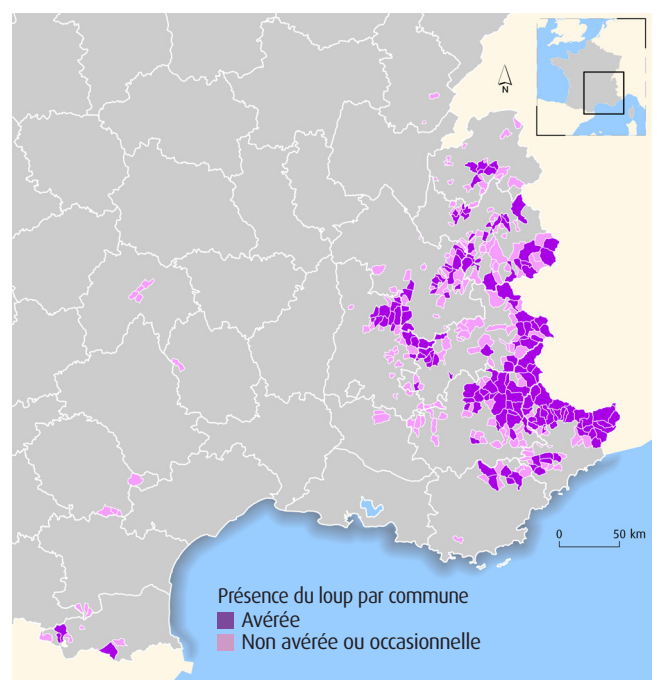 N
0 50 km
Présence du loup par commune
Avérée
Non avérée ou occasionnelle